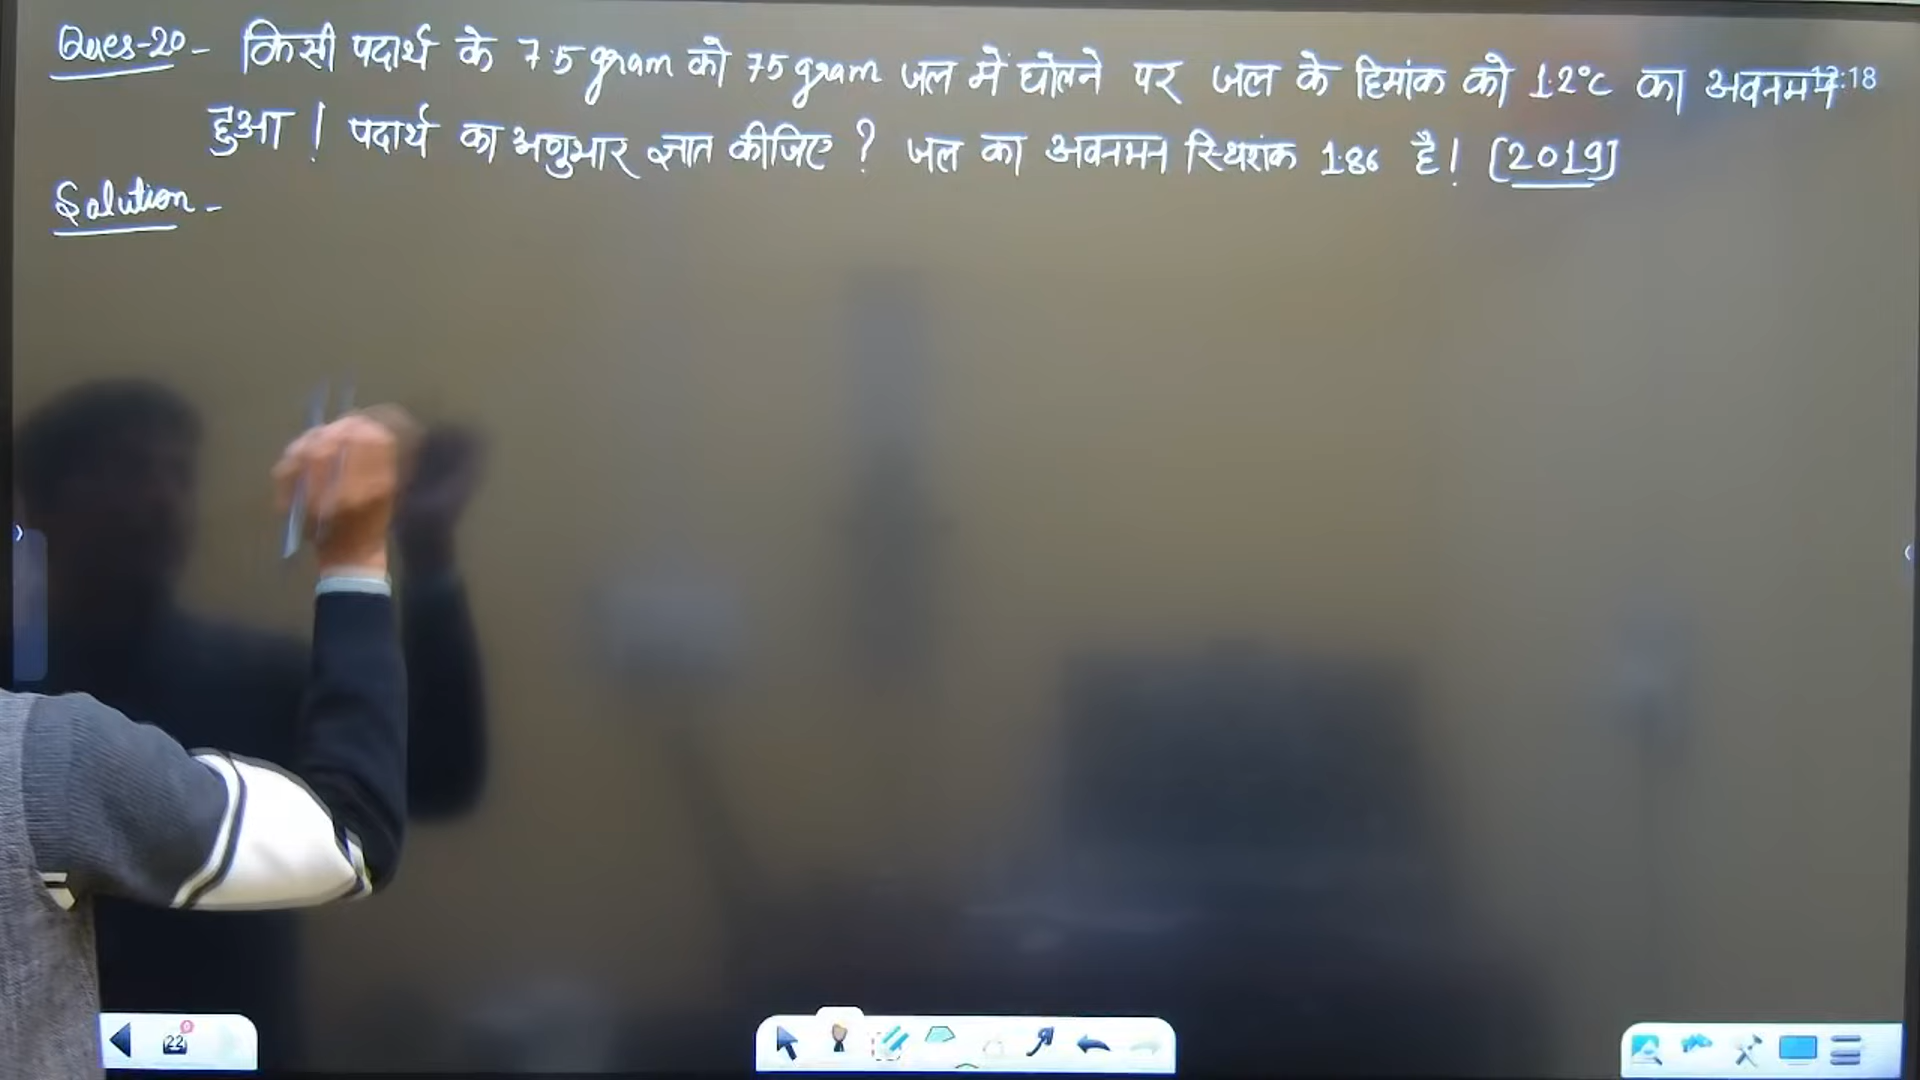 Ques-20- किसी पदार्थ के 7.5 gram को 75 gram जल में घोलने पर जल के हिमांक को 1.2°C का अवनमन
हुआ ! पदार्थ का अणुभार ज्ञात कीजिए ? जल का अवनमन स्थिरांक 1.86 है ! [2019]
Solution -
22